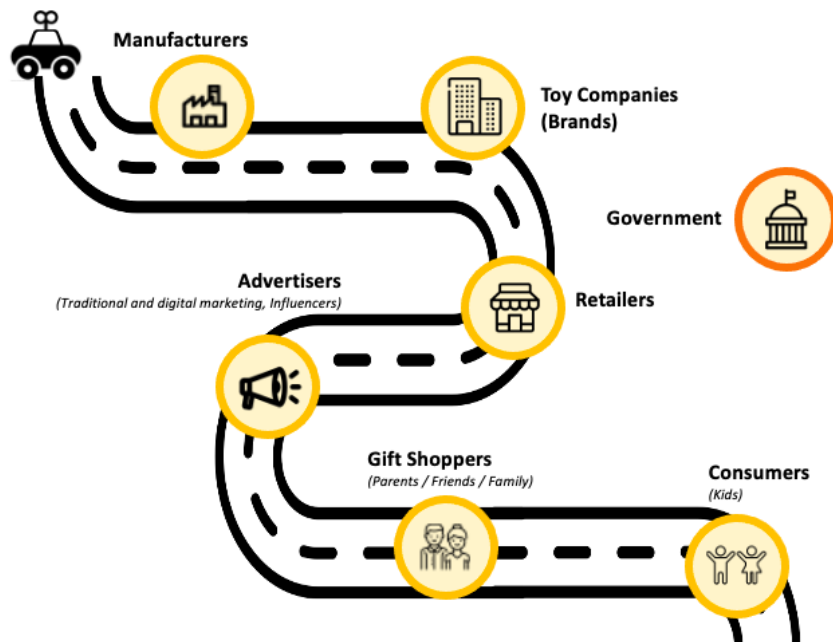 Manufacturers
Toy Companies
(Brands)
Government
Advertisers
(Traditional and digital marketing, Influencers)
Retailers
Gift Shoppers
(Parents / Friends / Family)
Consumers
(Kids)